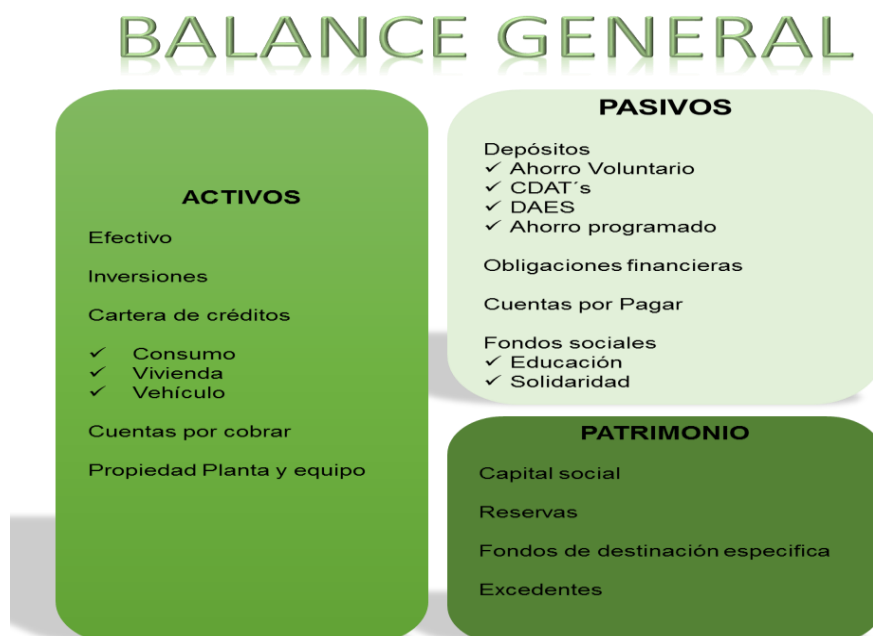 BALANCE GENERAL
ACTIVOS
Efectivo
Inversiones
Cartera de créditos
✓ Consumo
✓ Vivienda
✓ Vehículo
Cuentas por cobrar
Propiedad Planta y equipo
PASIVOS
Depósitos
✓ Ahorro Voluntario
✓ CDAT´s
✓ DAES
✓ Ahorro programado
Obligaciones financieras
Cuentas por Pagar
Fondos sociales
✓ Educación
✓ Solidaridad
PATRIMONIO
Capital social
Reservas
Fondos de destinación especifica
Excedentes